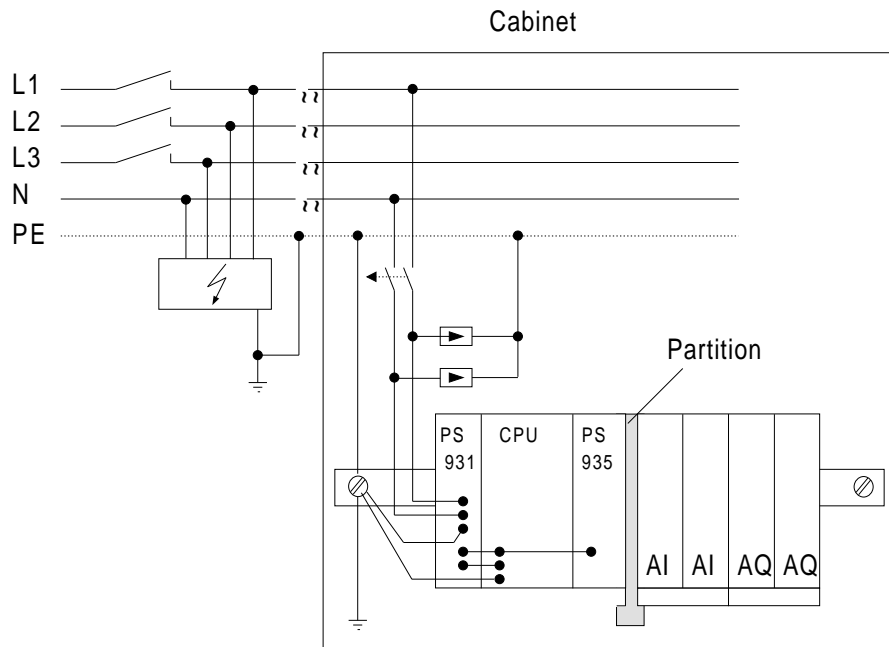 Cabinet
L1
L2
L3
N
PE
Partition
PS
931
CPU
PS
935
AI
AI
AQ
AQ